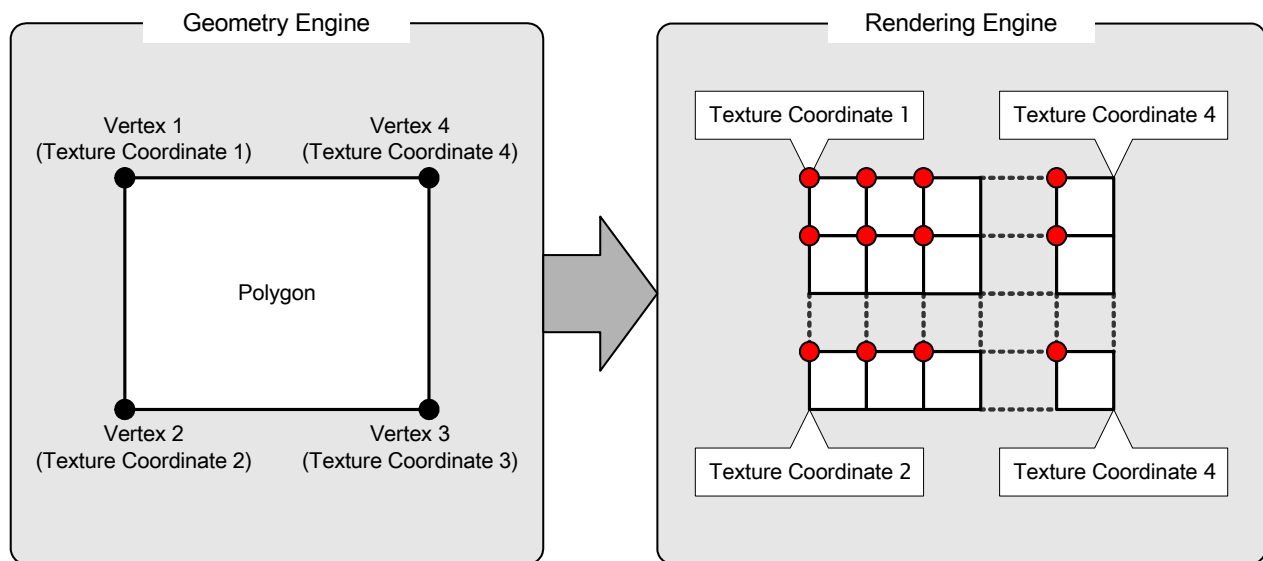 Geometry Engine
Vertex 1
(Texture Coordinate 1)
Vertex 4
(Texture Coordinate 4)
Polygon
Vertex 2
(Texture Coordinate 2)
Vertex 3
(Texture Coordinate 3)
Rendering Engine
Texture Coordinate 1
Texture Coordinate 4
Texture Coordinate 2
Texture Coordinate 4